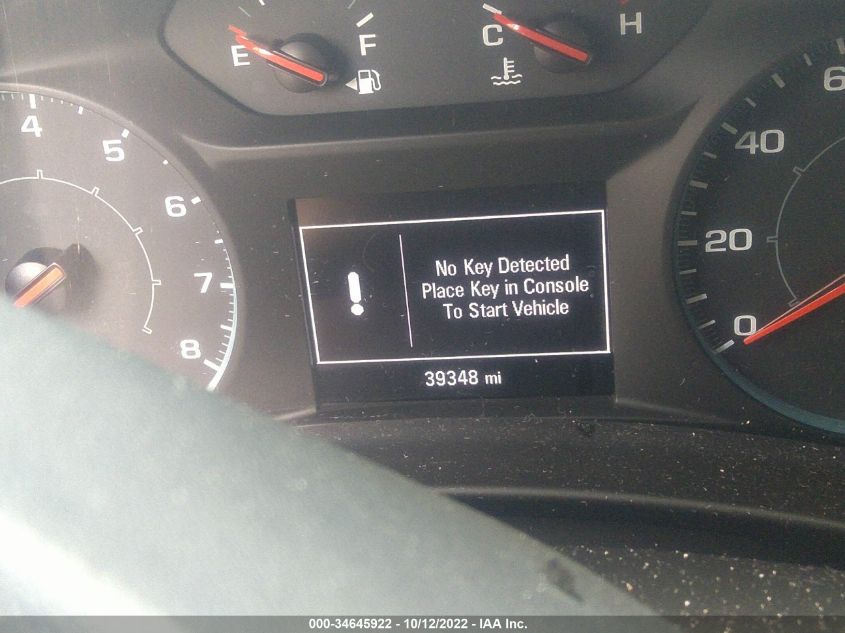 E
F
C
H
4
5
6
7
8
No Key Detected
Place Key in Console
To Start Vehicle
39348 mi
6
40
20
0
000-34645922 - 10/12/2022 - IAA Inc.